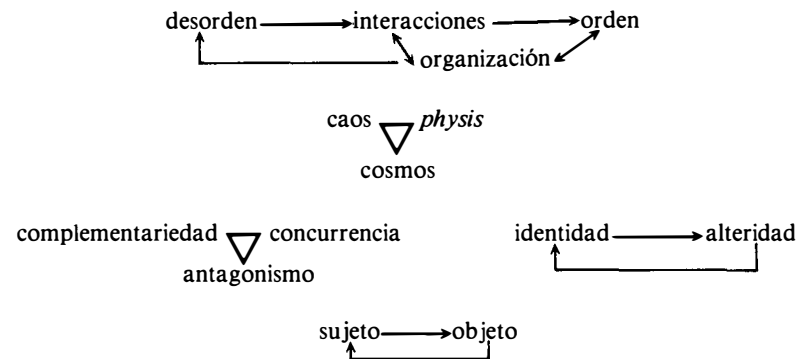 desorden interacciones orden
organización
caos physis
cosmos
complementariedad concurrencia identidad alteridad
antagonismo
sujeto objeto